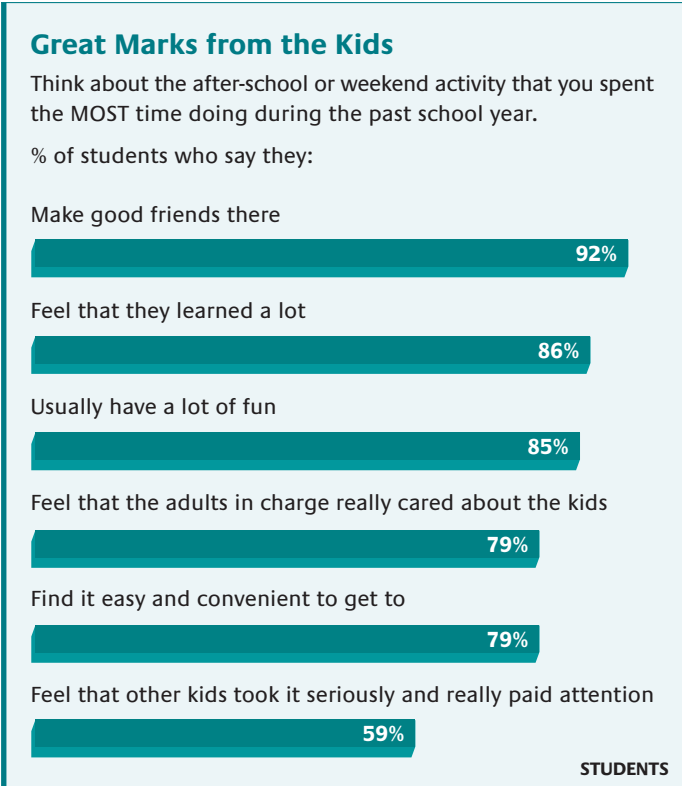 Great Marks from the Kids
Think about the after-school or weekend activity that you spent
the MOST time doing during the past school year.
% of students who say they:
Make good friends there
92%
Feel that they learned a lot
86%
Usually have a lot of fun
85%
Feel that the adults in charge really cared about the kids
79%
Find it easy and convenient to get to
79%
Feel that other kids took it seriously and really paid attention
59%
STUDENTS